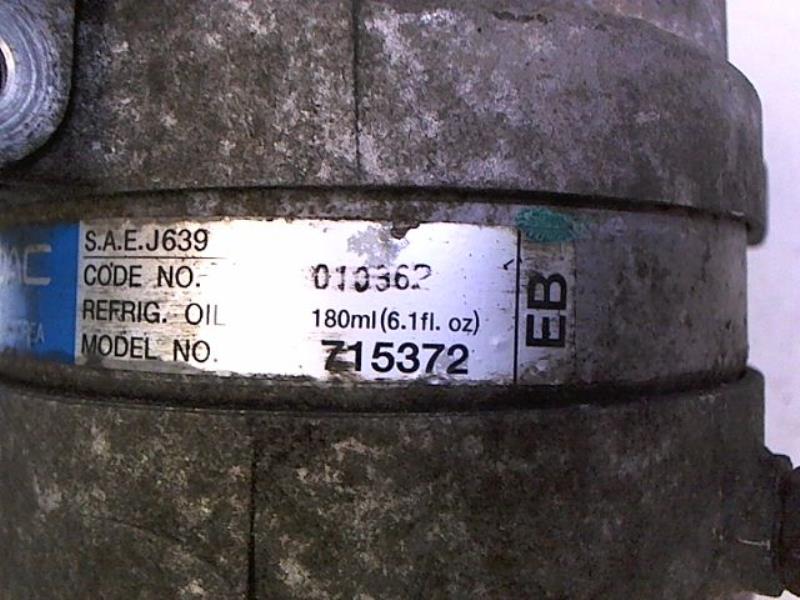 S.A.E.J639
CODE NO. 010362
REFRIG. OIL 180ml(6.1fl. oz)
MODEL NO. 715372
EB